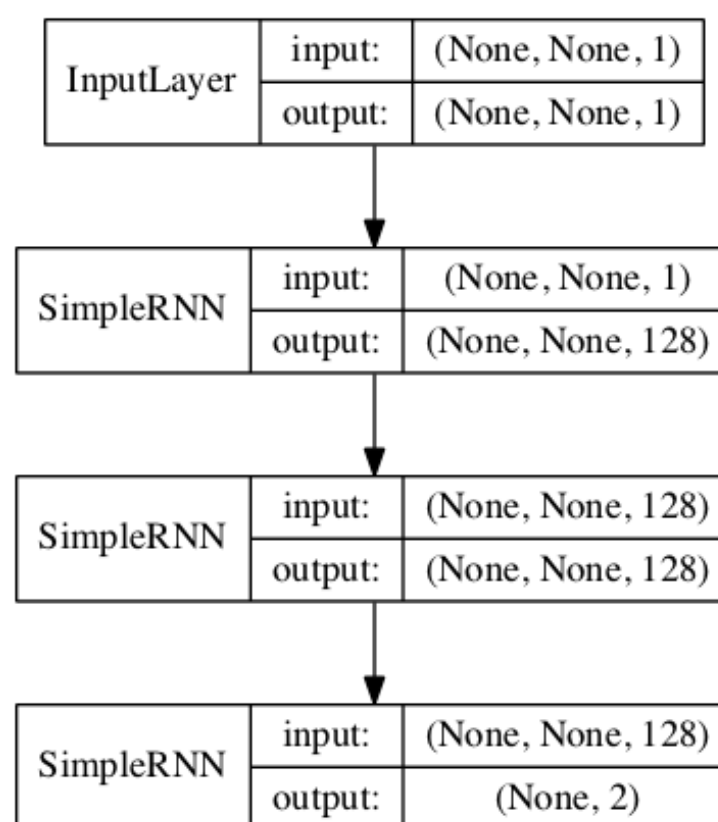 InputLayer
input: (None, None, 1)
output: (None, None, 1)
SimpleRNN
input: (None, None, 1)
output: (None, None, 128)
SimpleRNN
input: (None, None, 128)
output: (None, None, 128)
SimpleRNN
input: (None, None, 128)
output: (None, 2)